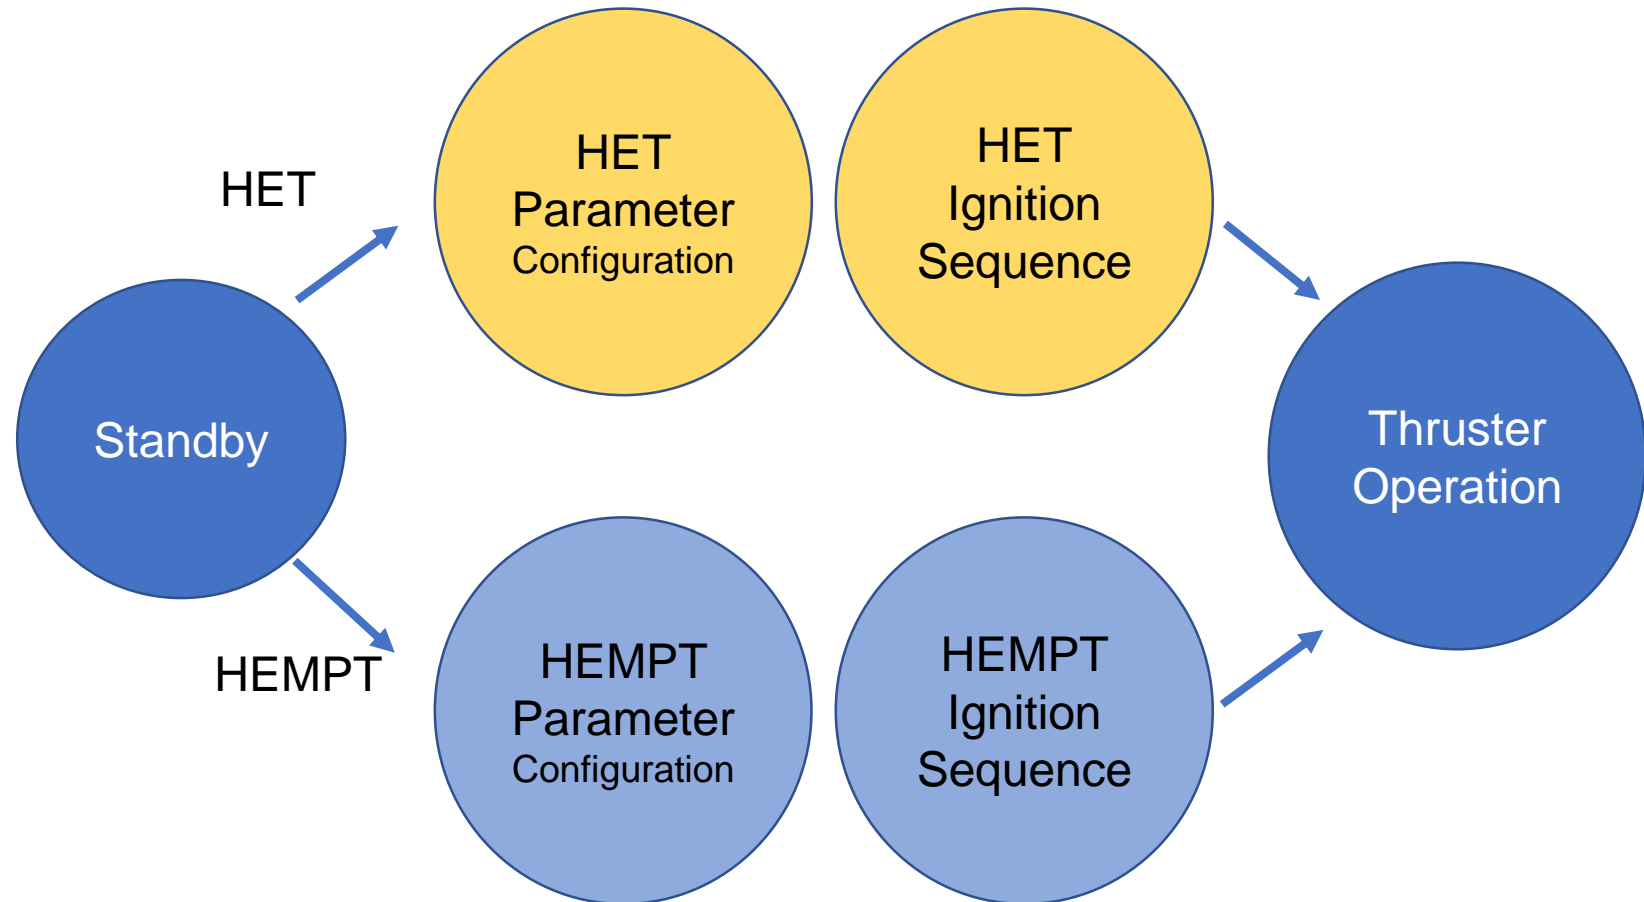 HET
HET
Parameter
Configuration
HET
Ignition
Sequence
Standby
Thruster
Operation
HEMPT
HEMPT
Parameter
Configuration
HEMPT
Ignition
Sequence